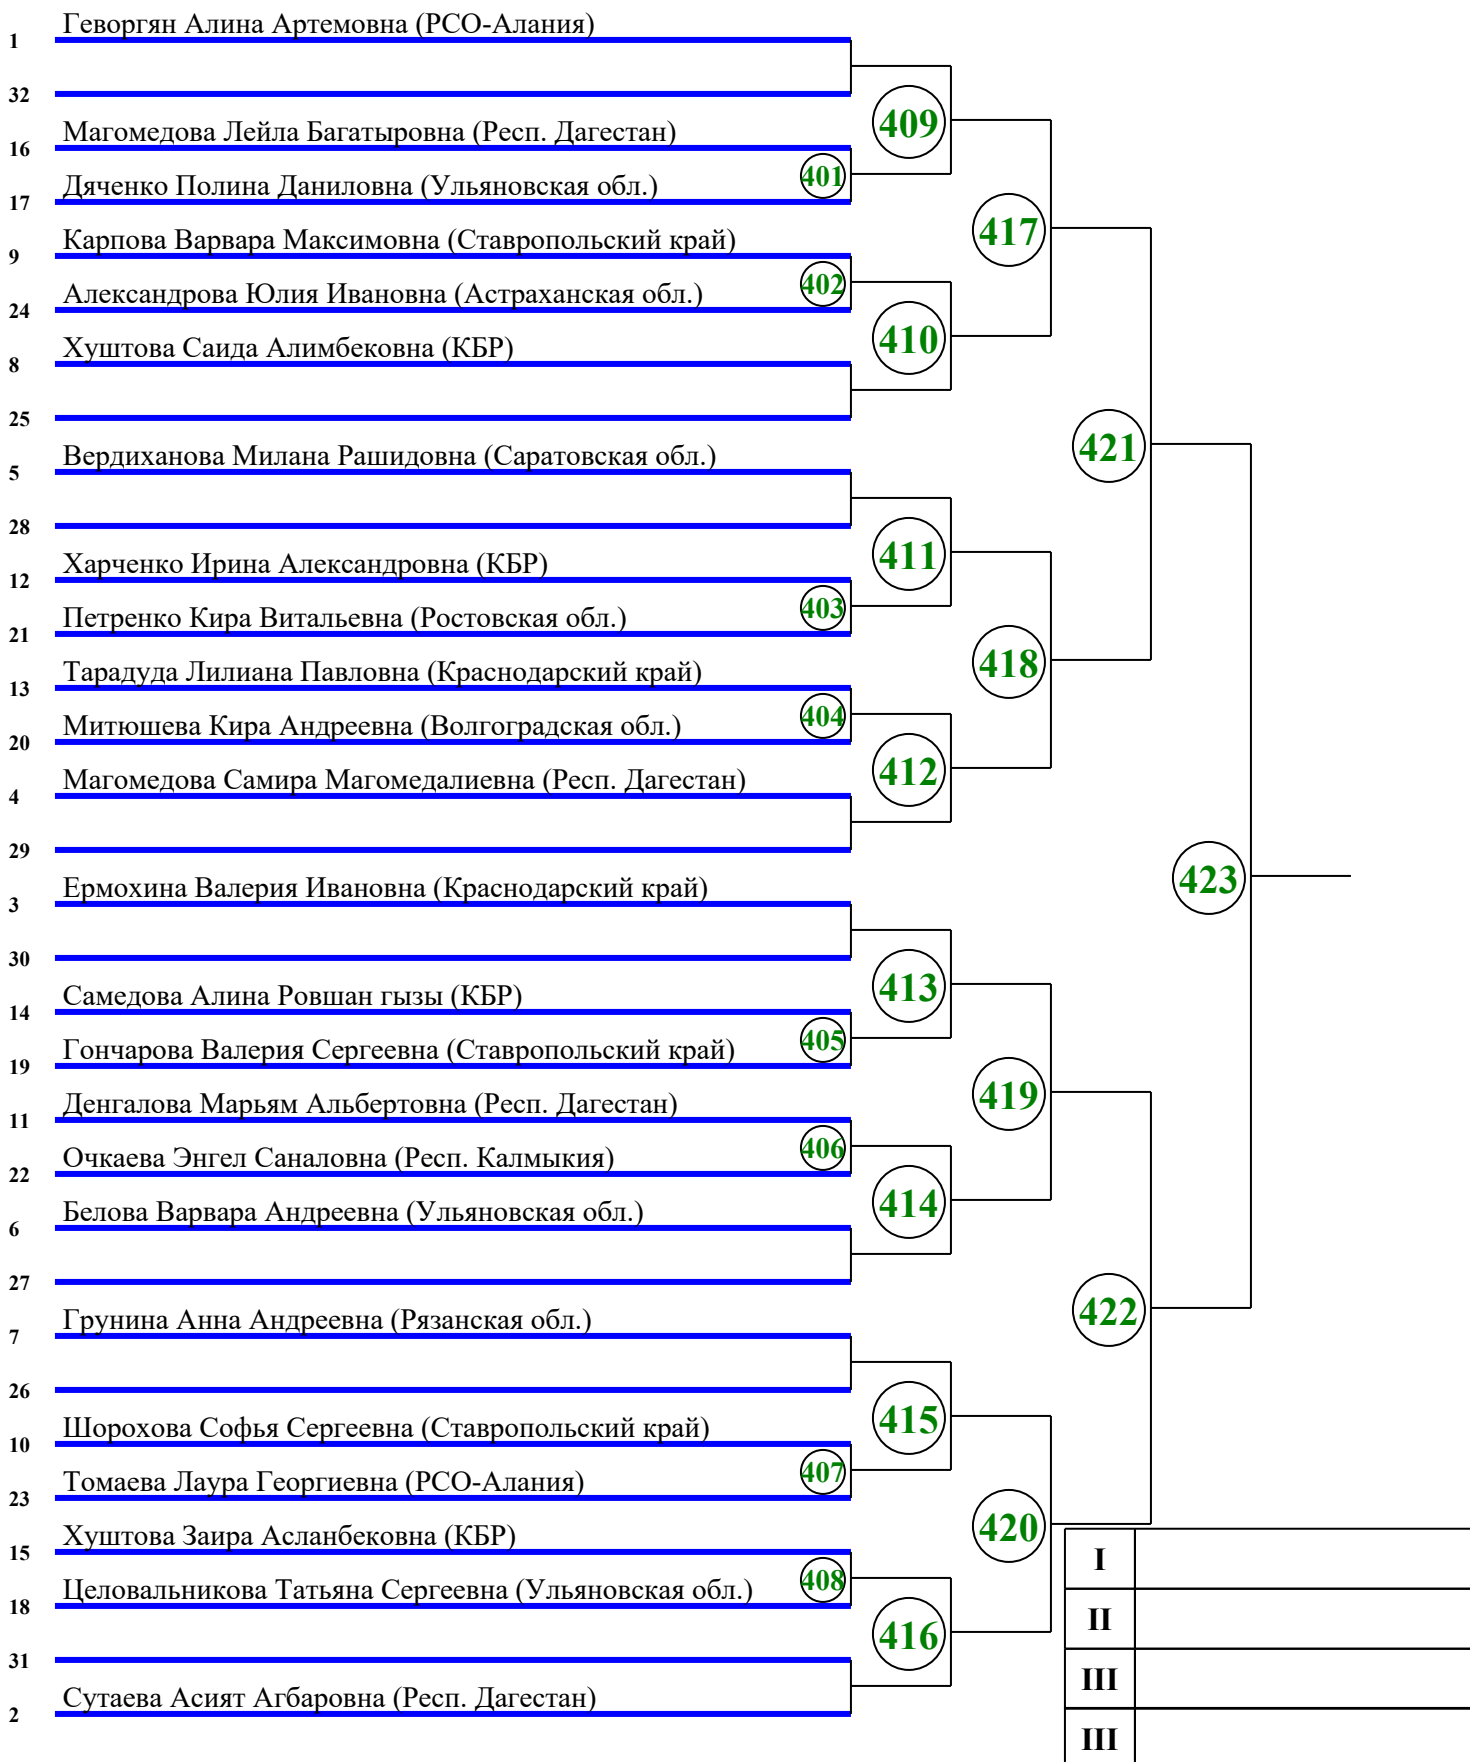 1 Геворгян Алина Артемовна (РСО-Алания)
32
409
16 Магомедова Лейла Багатыровна (Респ. Дагестан)
401
17 Дяченко Полина Даниловна (Ульяновская обл.)
417
9 Карпова Варвара Максимовна (Ставропольский край)
402
24 Александрова Юлия Ивановна (Астраханская обл.)
410
8 Хуштова Саида Алимбековна (КБР)
25
421
5 Вердиханова Милана Рашидовна (Саратовская обл.)
28
411
12 Харченко Ирина Александровна (КБР)
403
21 Петренко Кира Витальевна (Ростовская обл.)
418
13 Тарадуда Лилиана Павловна (Краснодарский край)
404
20 Митюшева Кира Андреевна (Волгоградская обл.)
412
4 Магомедова Самира Магомедалиевна (Респ. Дагестан)
29
423
3 Ермохина Валерия Ивановна (Краснодарский край)
30
413
14 Самедова Алина Ровшан гызы (КБР)
405
19 Гончарова Валерия Сергеевна (Ставропольский край)
419
11 Денгалова Марьям Альбертовна (Респ. Дагестан)
406
22 Очкаева Энгел Саналовна (Респ. Калмыкия)
414
6 Белова Варвара Андреевна (Ульяновская обл.)
27
422
7 Грунина Анна Андреевна (Рязанская обл.)
26
415
10 Шорохова Софья Сергеевна (Ставропольский край)
407
23 Томаева Лаура Георгиевна (РСО-Алания)
420
15 Хуштова Заира Асланбековна (КБР)
I
408
18 Целовальникова Татьяна Сергеевна (Ульяновская обл.)
II
416
31
III
2 Сутаева Асият Агбаровна (Респ. Дагестан)
III